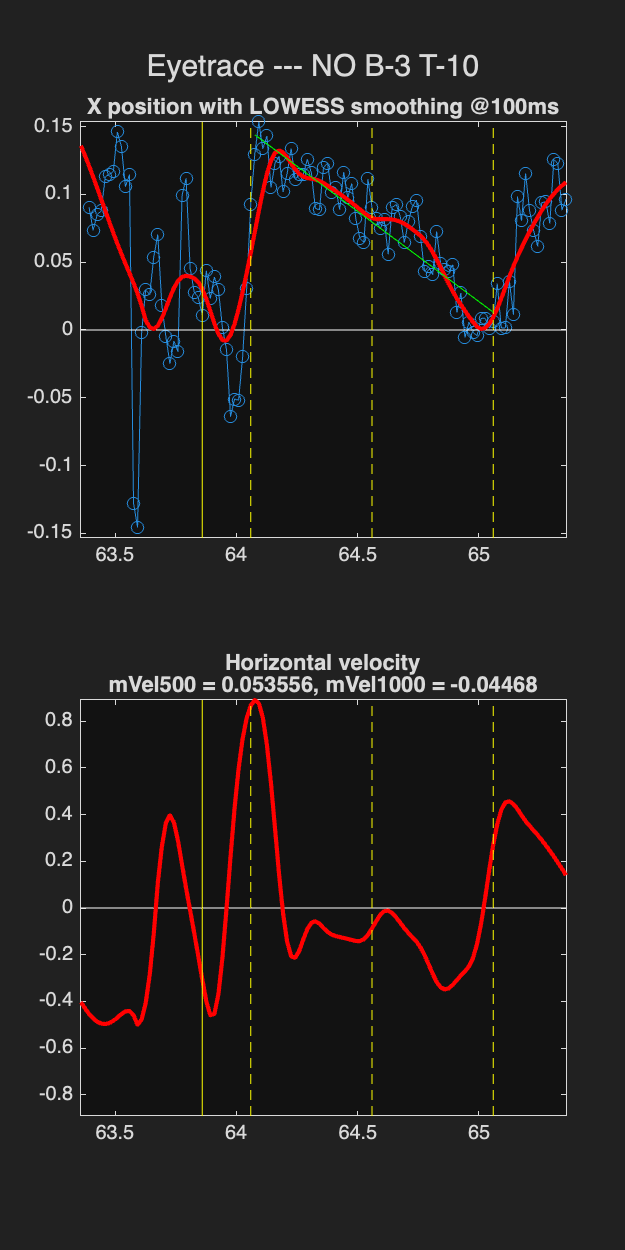 Eyetrace --- NO B-3 T-10
X position with LOWESS smoothing @100ms
0.15
0.1
0.05
0
-0.05
-0.1
-0.15
63.5 64 64.5 65
Horizontal velocity
mVel500 = 0.053556, mVel1000 = -0.04468
0.8
0.6
0.4
0.2
0
-0.2
-0.4
-0.6
-0.8
63.5 64 64.5 65